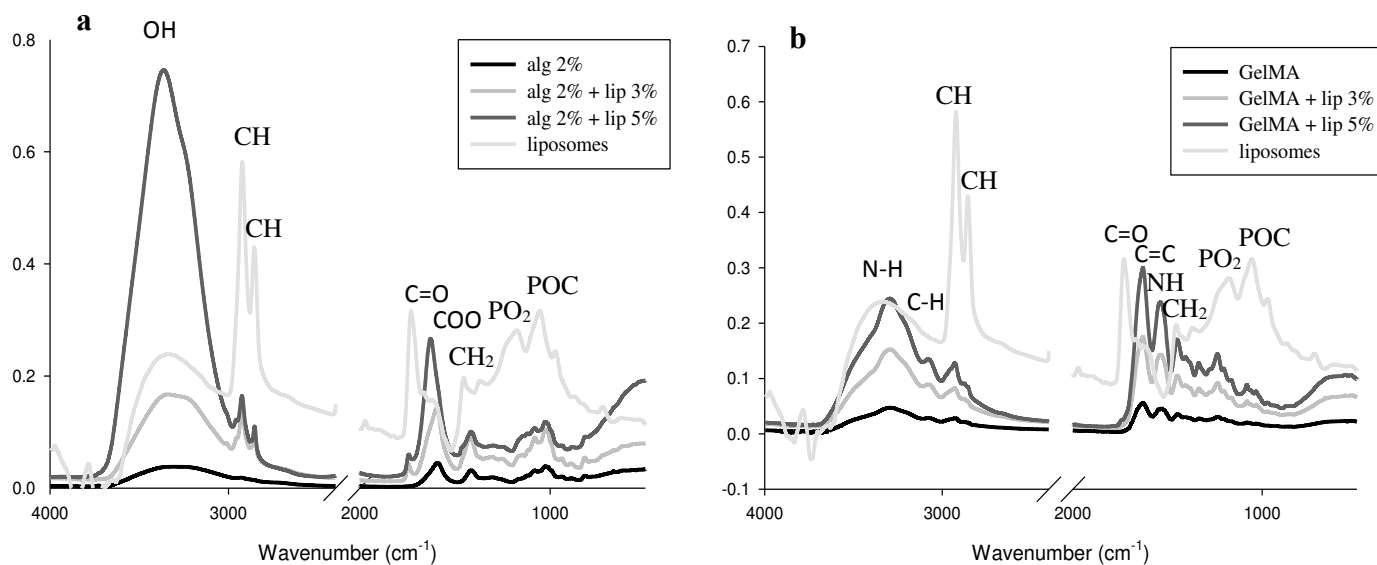 a
OH
0.8
0.6
0.4
0.2
0.0
alg 2%
alg 2% + lip 3%
alg 2% + lip 5%
liposomes
CH
CH
C=O
COO
CH2
PO2
POC
4000
3000
2000
1000
Wavenumber (cm-1)
b
0.7
0.6
0.5
0.4
0.3
0.2
0.1
0.0
-0.1
GelMA
GelMA + lip 3%
GelMA + lip 5%
liposomes
CH
CH
N-H
C-H
C=O
C=C
NH
CH2
PO2
POC
4000
3000
2000
1000
Wavenumber (cm-1)